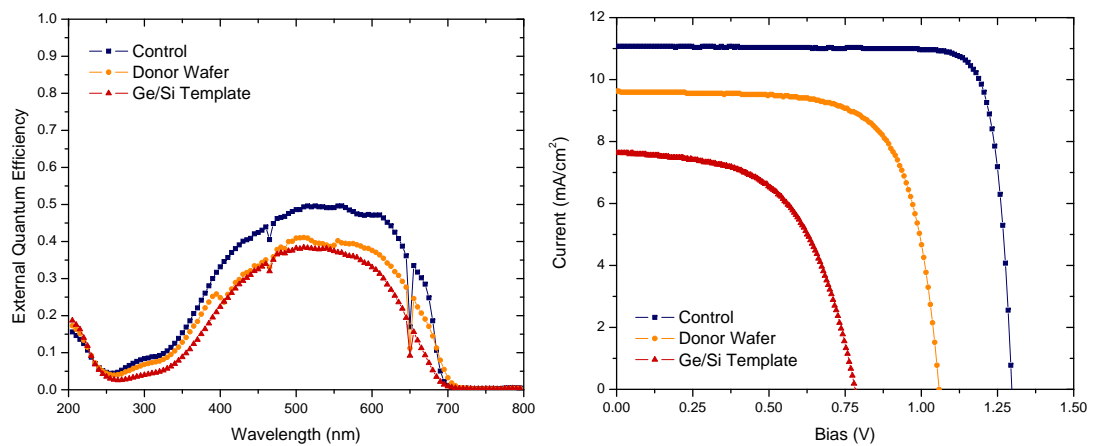 1.0
0.9
0.8
0.7
0.6
0.5
0.4
0.3
0.2
0.1
0.0
External Quantum Efficiency
Control
Donor Wafer
Ge/Si Template
200 300 400 500 600 700 800
Wavelength (nm)
12
10
8
6
4
2
0
Current (mA/cm²)
Control
Donor Wafer
Ge/Si Template
0.00 0.25 0.50 0.75 1.00 1.25 1.50
Bias (V)